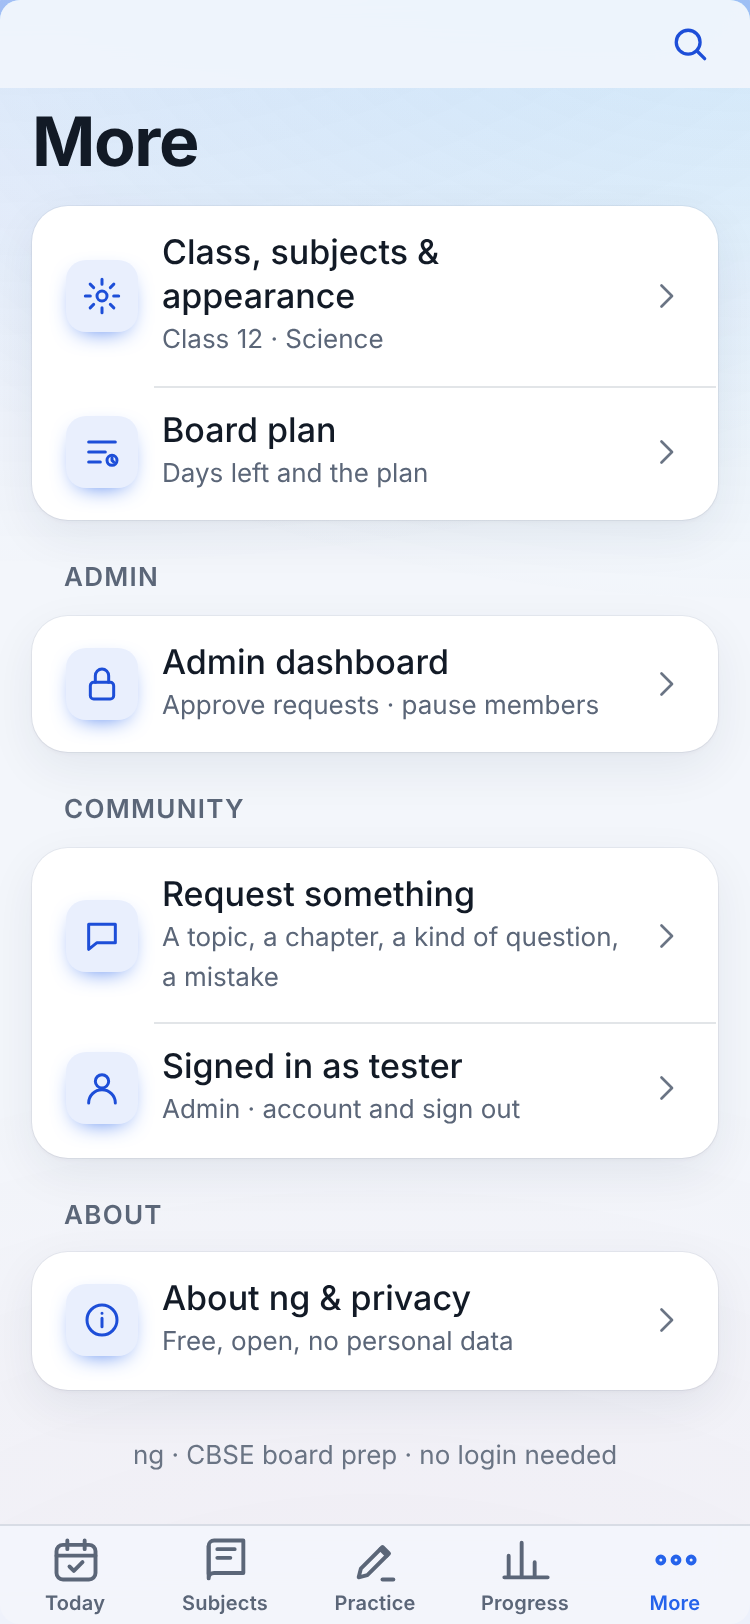 More
Class, subjects &
appearance
Class 12 · Science
Board plan
Days left and the plan
ADMIN
Admin dashboard
Approve requests · pause members
COMMUNITY
Request something
A topic, a chapter, a kind of question,
a mistake
Signed in as tester
Admin · account and sign out
ABOUT
About ng & privacy
Free, open, no personal data
ng · CBSE board prep · no login needed
Today Subjects Practice Progress More